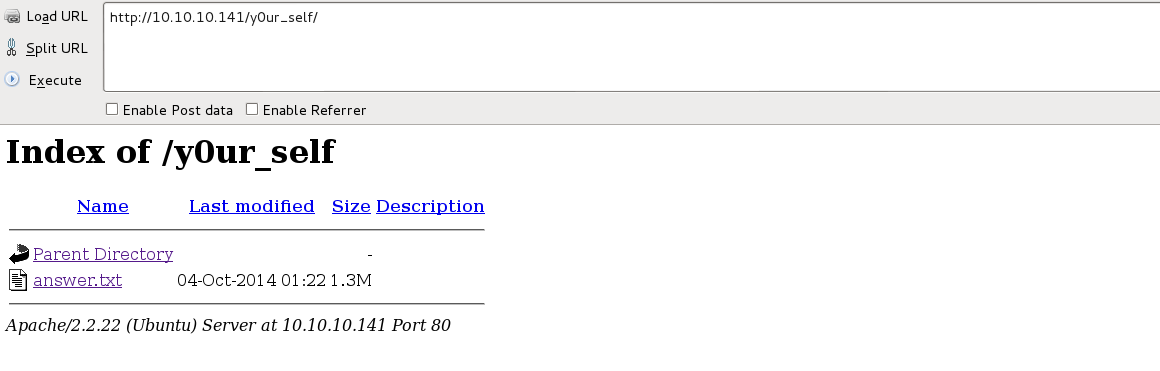 Load URL
http://10.10.10.141/y0ur_self/
Split URL
Execute
Enable Post data Enable Referrer
Index of /y0ur_self
Name Last modified Size Description
Parent Directory -
answer.txt 04-Oct-2014 01:22 1.3M
Apache/2.2.22 (Ubuntu) Server at 10.10.10.141 Port 80